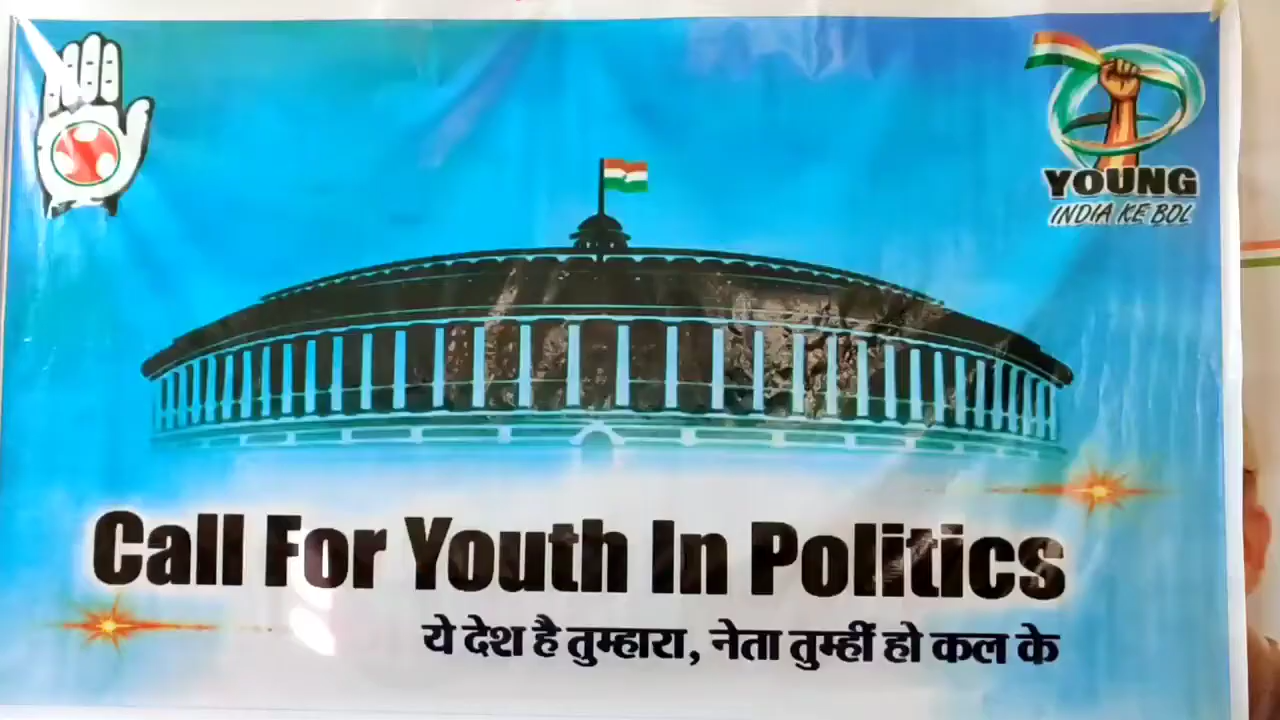 YOUNG
INDIA KE BOL
Call For Youth In Politics
ये देश है तुम्हारा, नेता तुम्हीं हो कल के